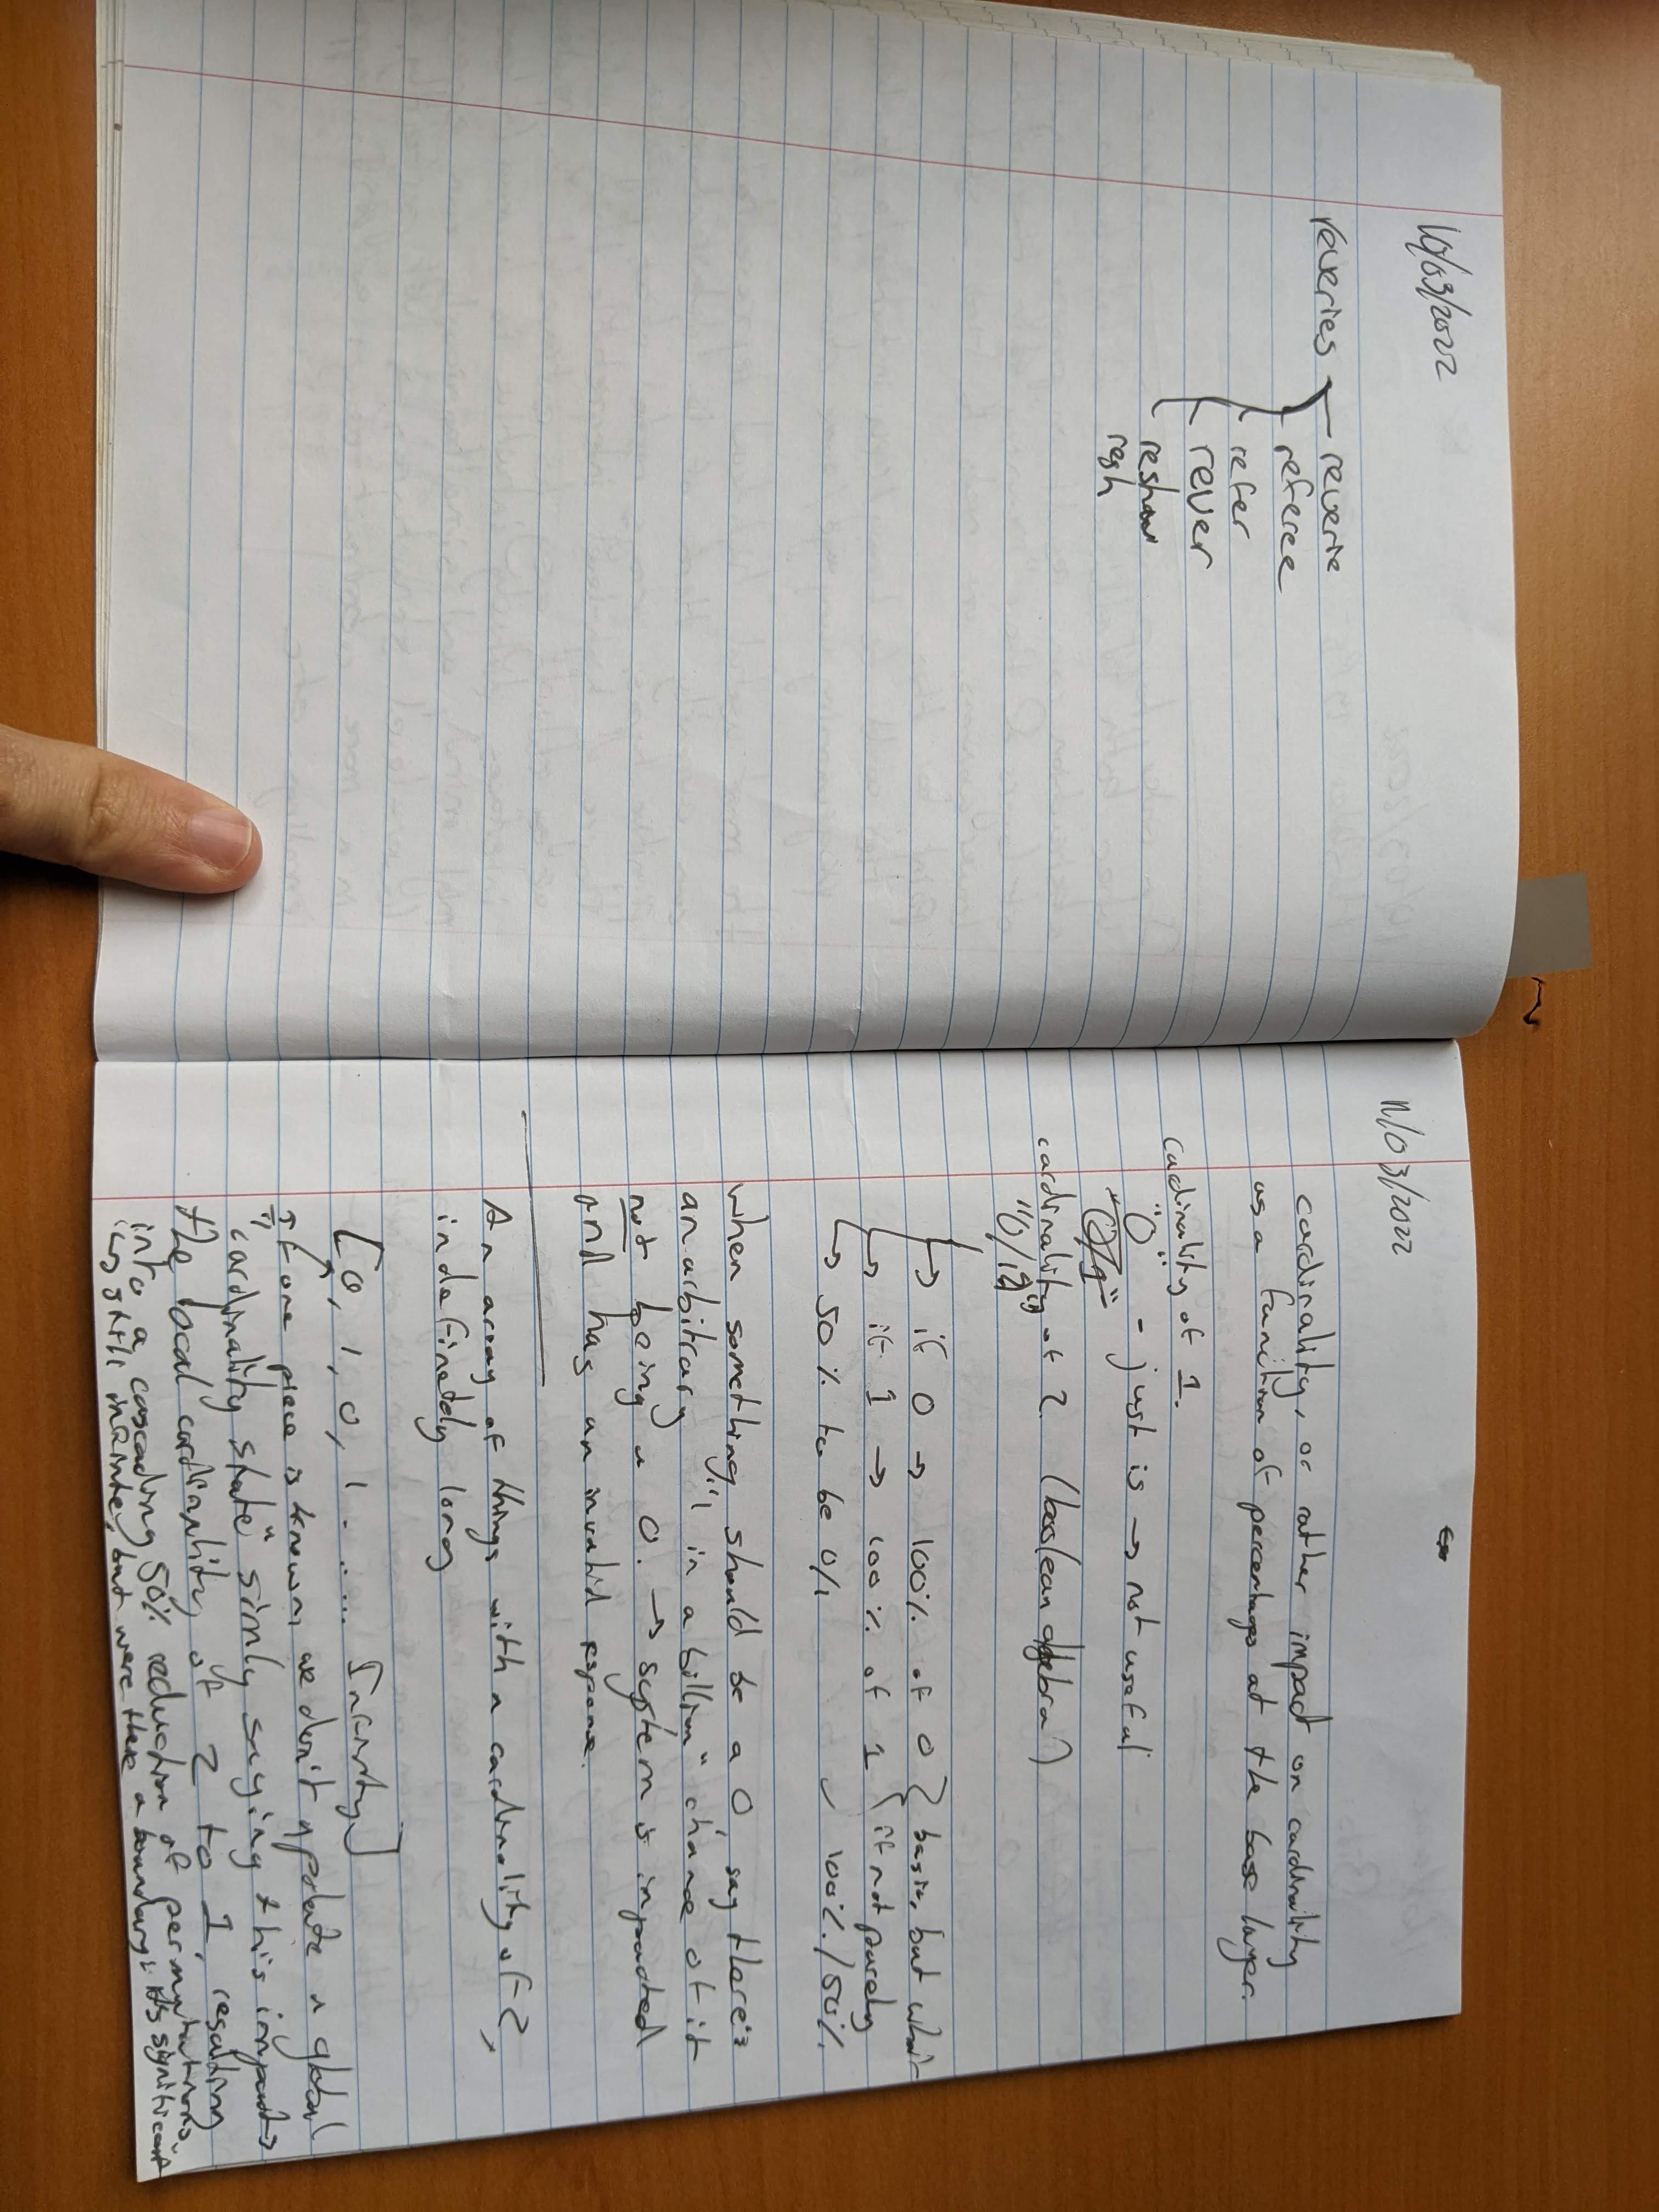 10/03/2022
reveries
reverie
referee
refer
rever
reshow
resh
11/03/2022
cardinality, or rather impact on cardinality
as a function of percentages at the base layer.
cardinality of 1.
"0" - just is → not useful
"0/1"
cardinality of 2 (boolean algebra)
"0/1"
→ if 0 → 100% of 0 } basic, but what
→ if 1 → 100% of 1 { if not purely
→ 50% to be 0/1 100%/50%
When something should be a 0, say there's
an arbitrary "1 in a billion" chance of it
not being a 0. → system is impacted
and has an invalid response.
An array of things with a cardinality of 2,
indefinetly long
[0, 1, 0, 1 ..... Infinity]
If one piece is known, we don't update a global
"cardinality state" simply saying this impacts
the local cardinality of 2 to 1, resulting
into a cascading 50% reduction of permutations.
↳ still infinite, but were there a boundary; it's significant